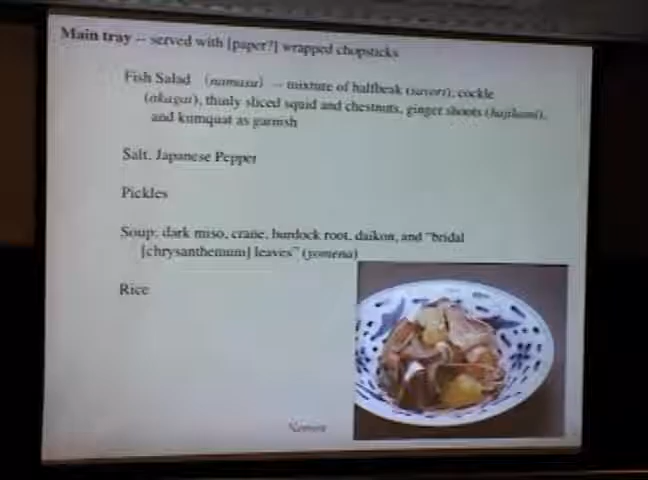 Main tray -- served with [paper?] wrapped chopsticks
Fish Salad (namasu) -- mixture of halfbeak (sayori), cockle
(akagai), thinly sliced squid and chestnuts, ginger shoots (hajikami),
and kumquat as garnish
Salt, Japanese Pepper
Pickles
Soup: dark miso, crane, burdock root, daikon, and "bridal
[chrysanthemum] leaves" (yomena)
Rice
Namasu